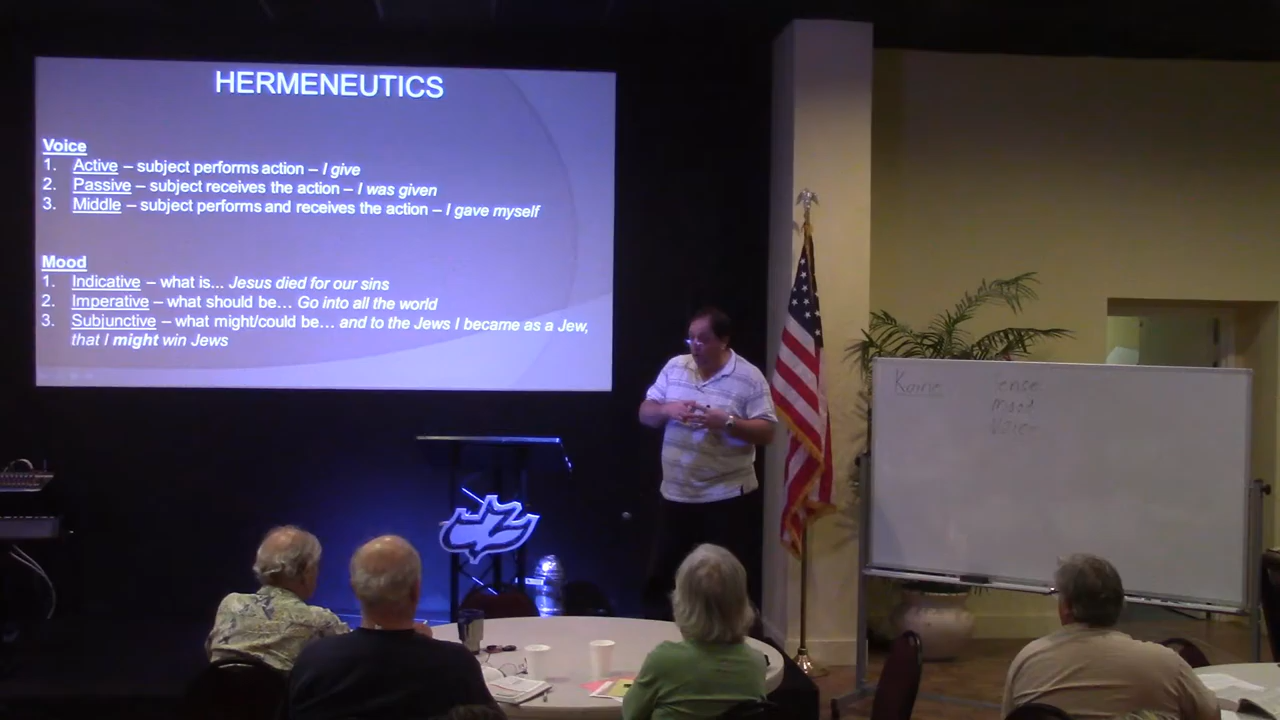 HERMENEUTICS
Voice
1. Active – subject performs action – I give
2. Passive – subject receives the action – I was given
3. Middle – subject performs and receives the action – I gave myself
Mood
1. Indicative – what is... Jesus died for our sins
2. Imperative – what should be… Go into all the world
3. Subjunctive – what might/could be… and to the Jews I became as a Jew,
that I might win Jews
Koine Tense
Mood
Voice